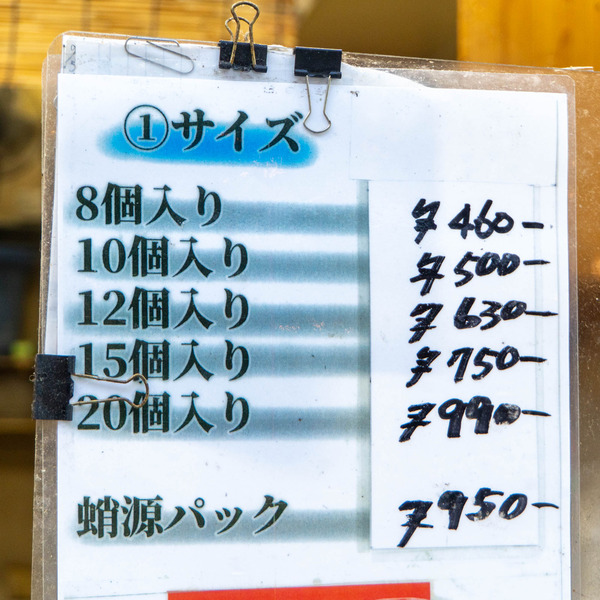 ①サイズ
8個入り ¥460-
10個入り ¥500-
12個入り ¥630-
15個入り ¥750-
20個入り ¥990-
蛸源パック ¥950-